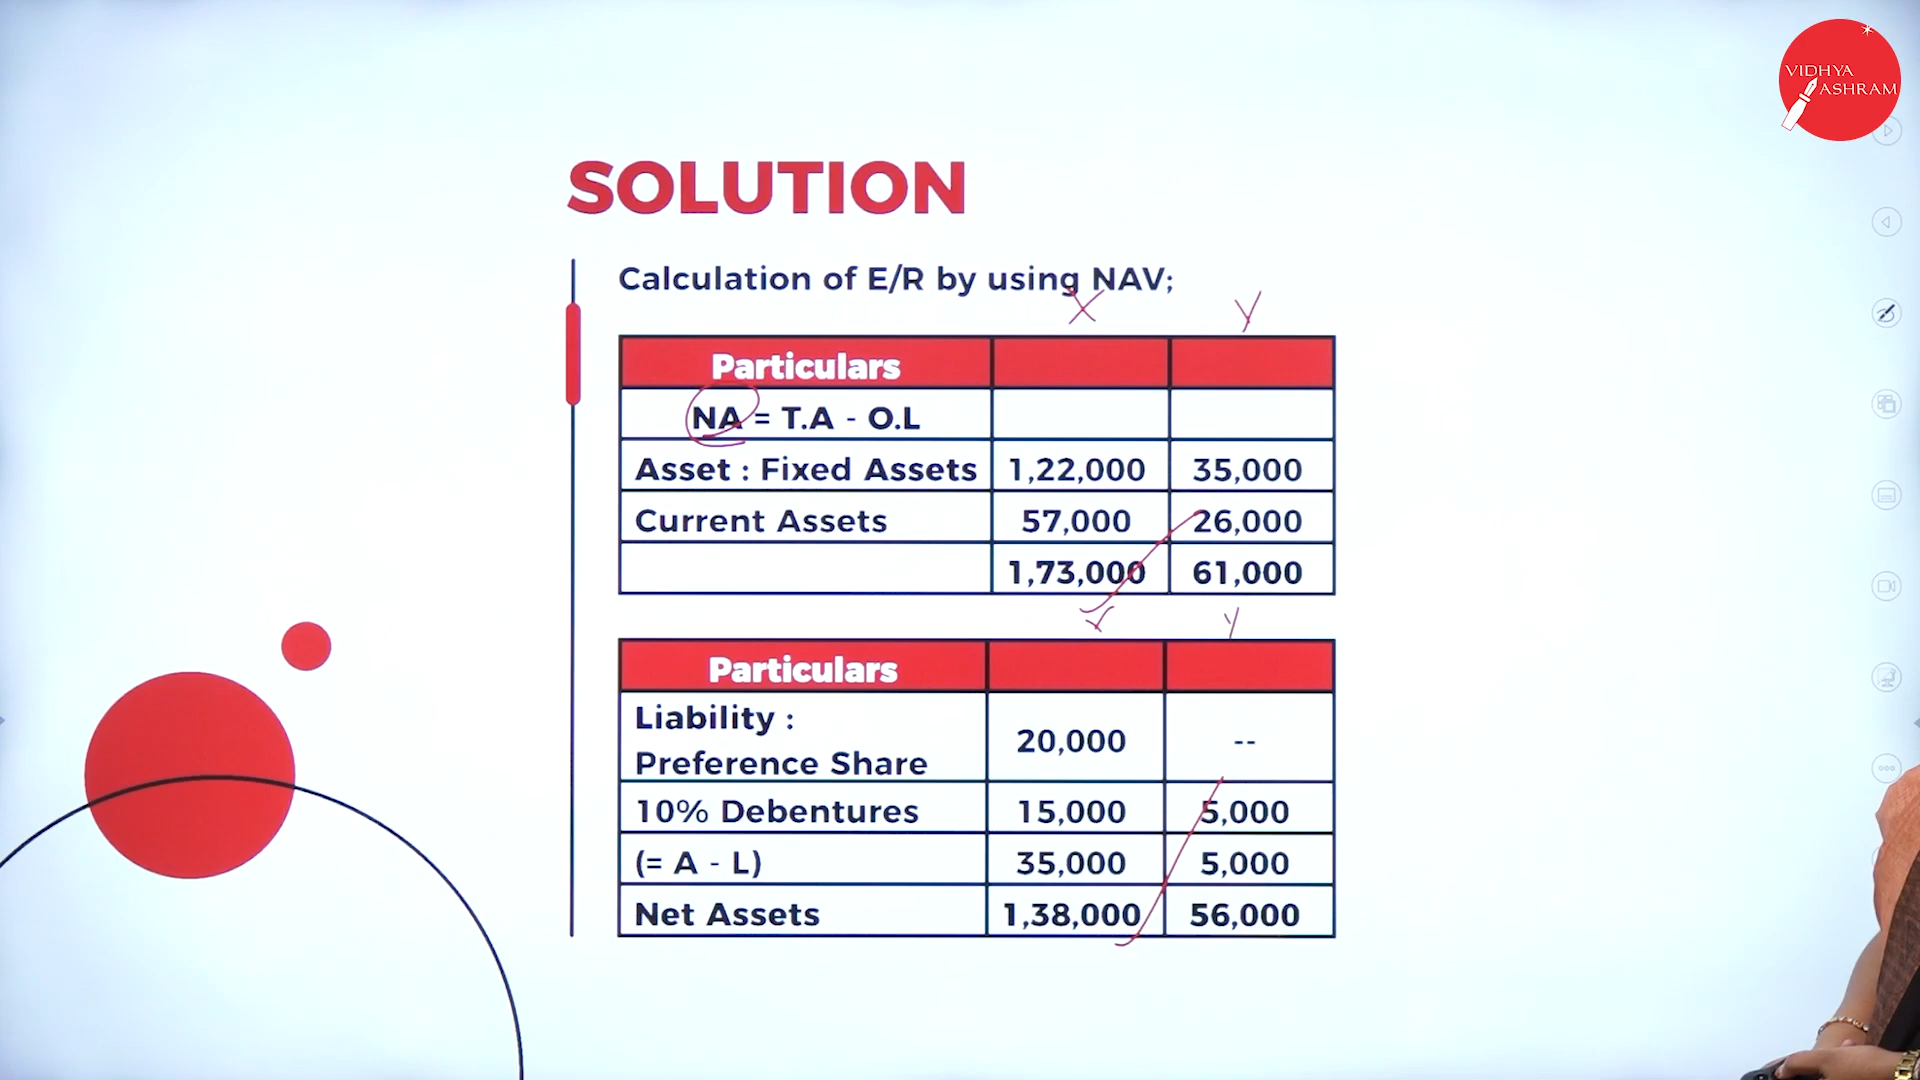 VIDHYA
ASHRAM
SOLUTION
Calculation of E/R by using NAV;
X Y
Particulars
NA = T.A - O.L
Asset : Fixed Assets 1,22,000 35,000
Current Assets 57,000 26,000
1,73,000 61,000
X Y
Particulars
Liability :
Preference Share 20,000 --
10% Debentures 15,000 5,000
(= A - L) 35,000 5,000
Net Assets 1,38,000 56,000